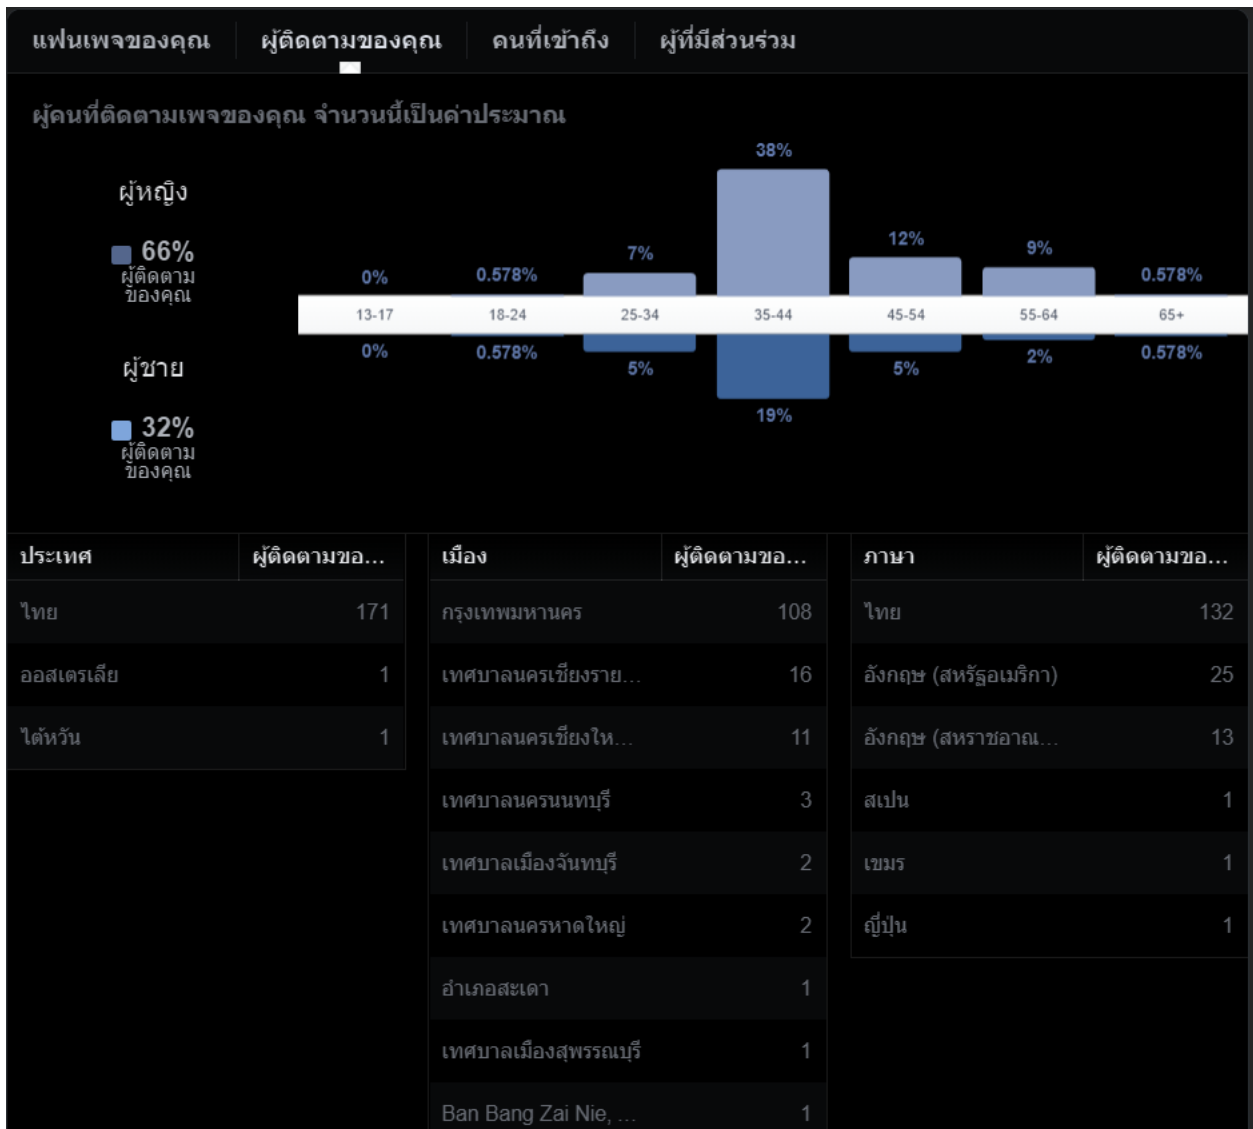 แฟนเพจของคุณ ผู้ติดตามของคุณ คนที่เข้าถึง ผู้ที่มีส่วนร่วม
ผู้คนที่ติดตามเพจของคุณ จำนวนนี้เป็นค่าประมาณ
ผู้หญิง
66%
ผู้ติดตาม
ของคุณ
0% 0.578% 7% 38% 12% 9% 0.578%
13-17 18-24 25-34 35-44 45-54 55-64 65+
0% 0.578% 5% 19% 5% 2% 0.578%
ผู้ชาย
32%
ผู้ติดตาม
ของคุณ
ประเทศ ผู้ติดตามขอ...
ไทย 171
ออสเตรเลีย 1
ไต้หวัน 1
เมือง ผู้ติดตามขอ...
กรุงเทพมหานคร 108
เทศบาลนครเชียงราย... 16
เทศบาลนครเชียงให... 11
เทศบาลนครนนทบุรี 3
เทศบาลเมืองจันทบุรี 2
เทศบาลนครหาดใหญ่ 2
อำเภอสะเดา 1
เทศบาลเมืองสุพรรณบุรี 1
Ban Bang Zai Nie, ... 1
ภาษา ผู้ติดตามขอ...
ไทย 132
อังกฤษ (สหรัฐอเมริกา) 25
อังกฤษ (สหราชอาณ... 13
สเปน 1
เขมร 1
ญี่ปุ่น 1